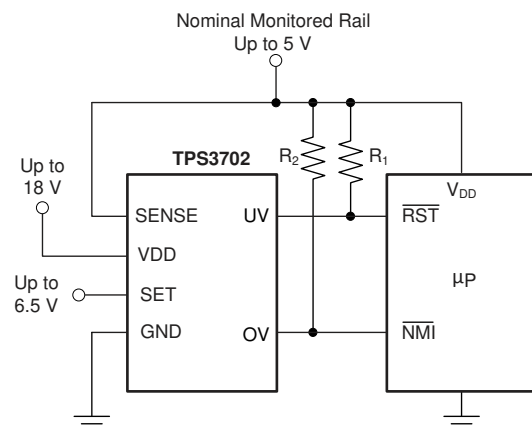 Nominal Monitored Rail
Up to 5 V
TPS3702
R2
R1
Up to
18 V
VDD
SENSE
UV
RST
VDD
Up to
6.5 V
SET
µP
GND
OV
NMI